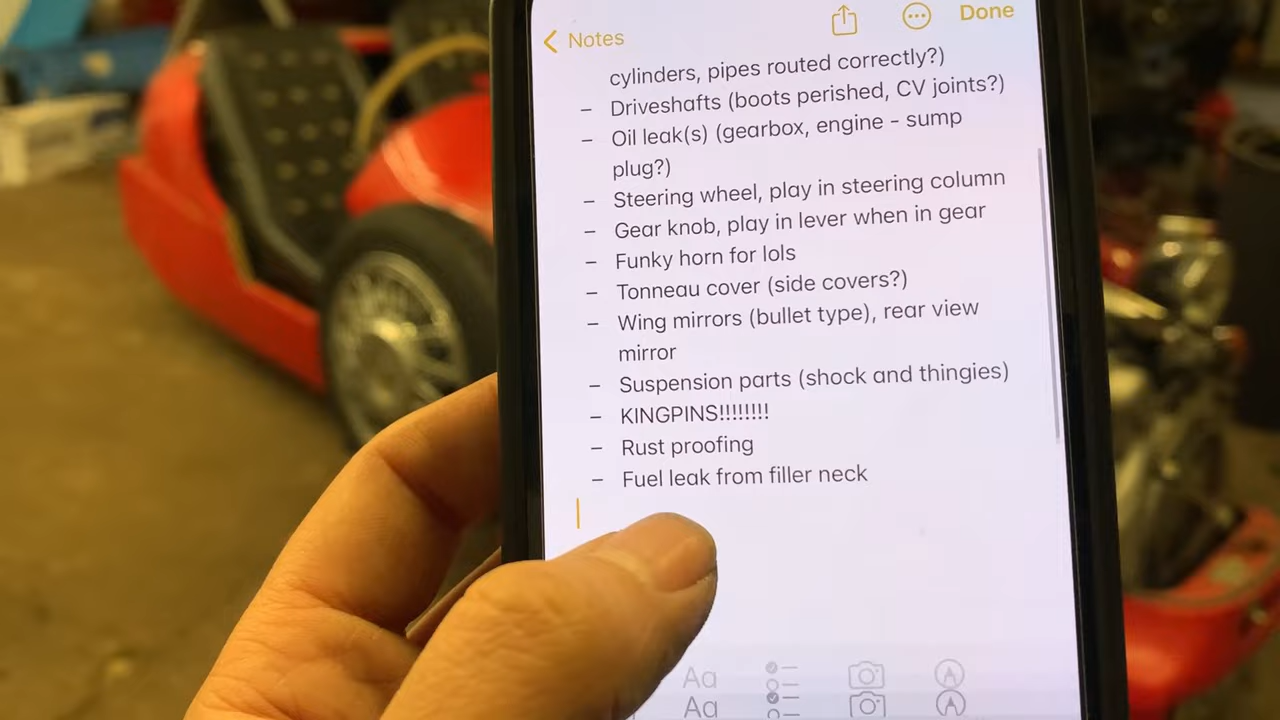 Notes
Done
cylinders, pipes routed correctly?)
– Driveshafts (boots perished, CV joints?)
– Oil leak(s) (gearbox, engine - sump
plug?)
– Steering wheel, play in steering column
– Gear knob, play in lever when in gear
– Funky horn for lols
– Tonneau cover (side covers?)
– Wing mirrors (bullet type), rear view
mirror
– Suspension parts (shock and thingies)
– KINGPINS!!!!!!!!
– Rust proofing
– Fuel leak from filler neck
Aa
Aa